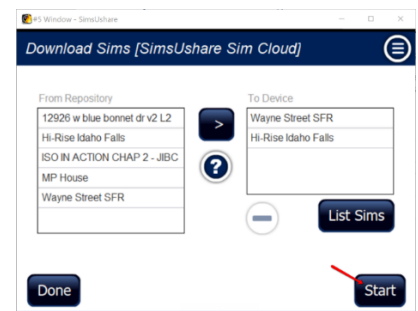 #5 Window - SimsUshare
Download Sims [SimsUshare Sim Cloud]
From Repository
12926 w blue bonnet dr v2 L2
Hi-Rise Idaho Falls
ISO IN ACTION CHAP 2 - JIBC
MP House
Wayne Street SFR
>
?
To Device
Wayne Street SFR
Hi-Rise Idaho Falls
List Sims
Done
Start